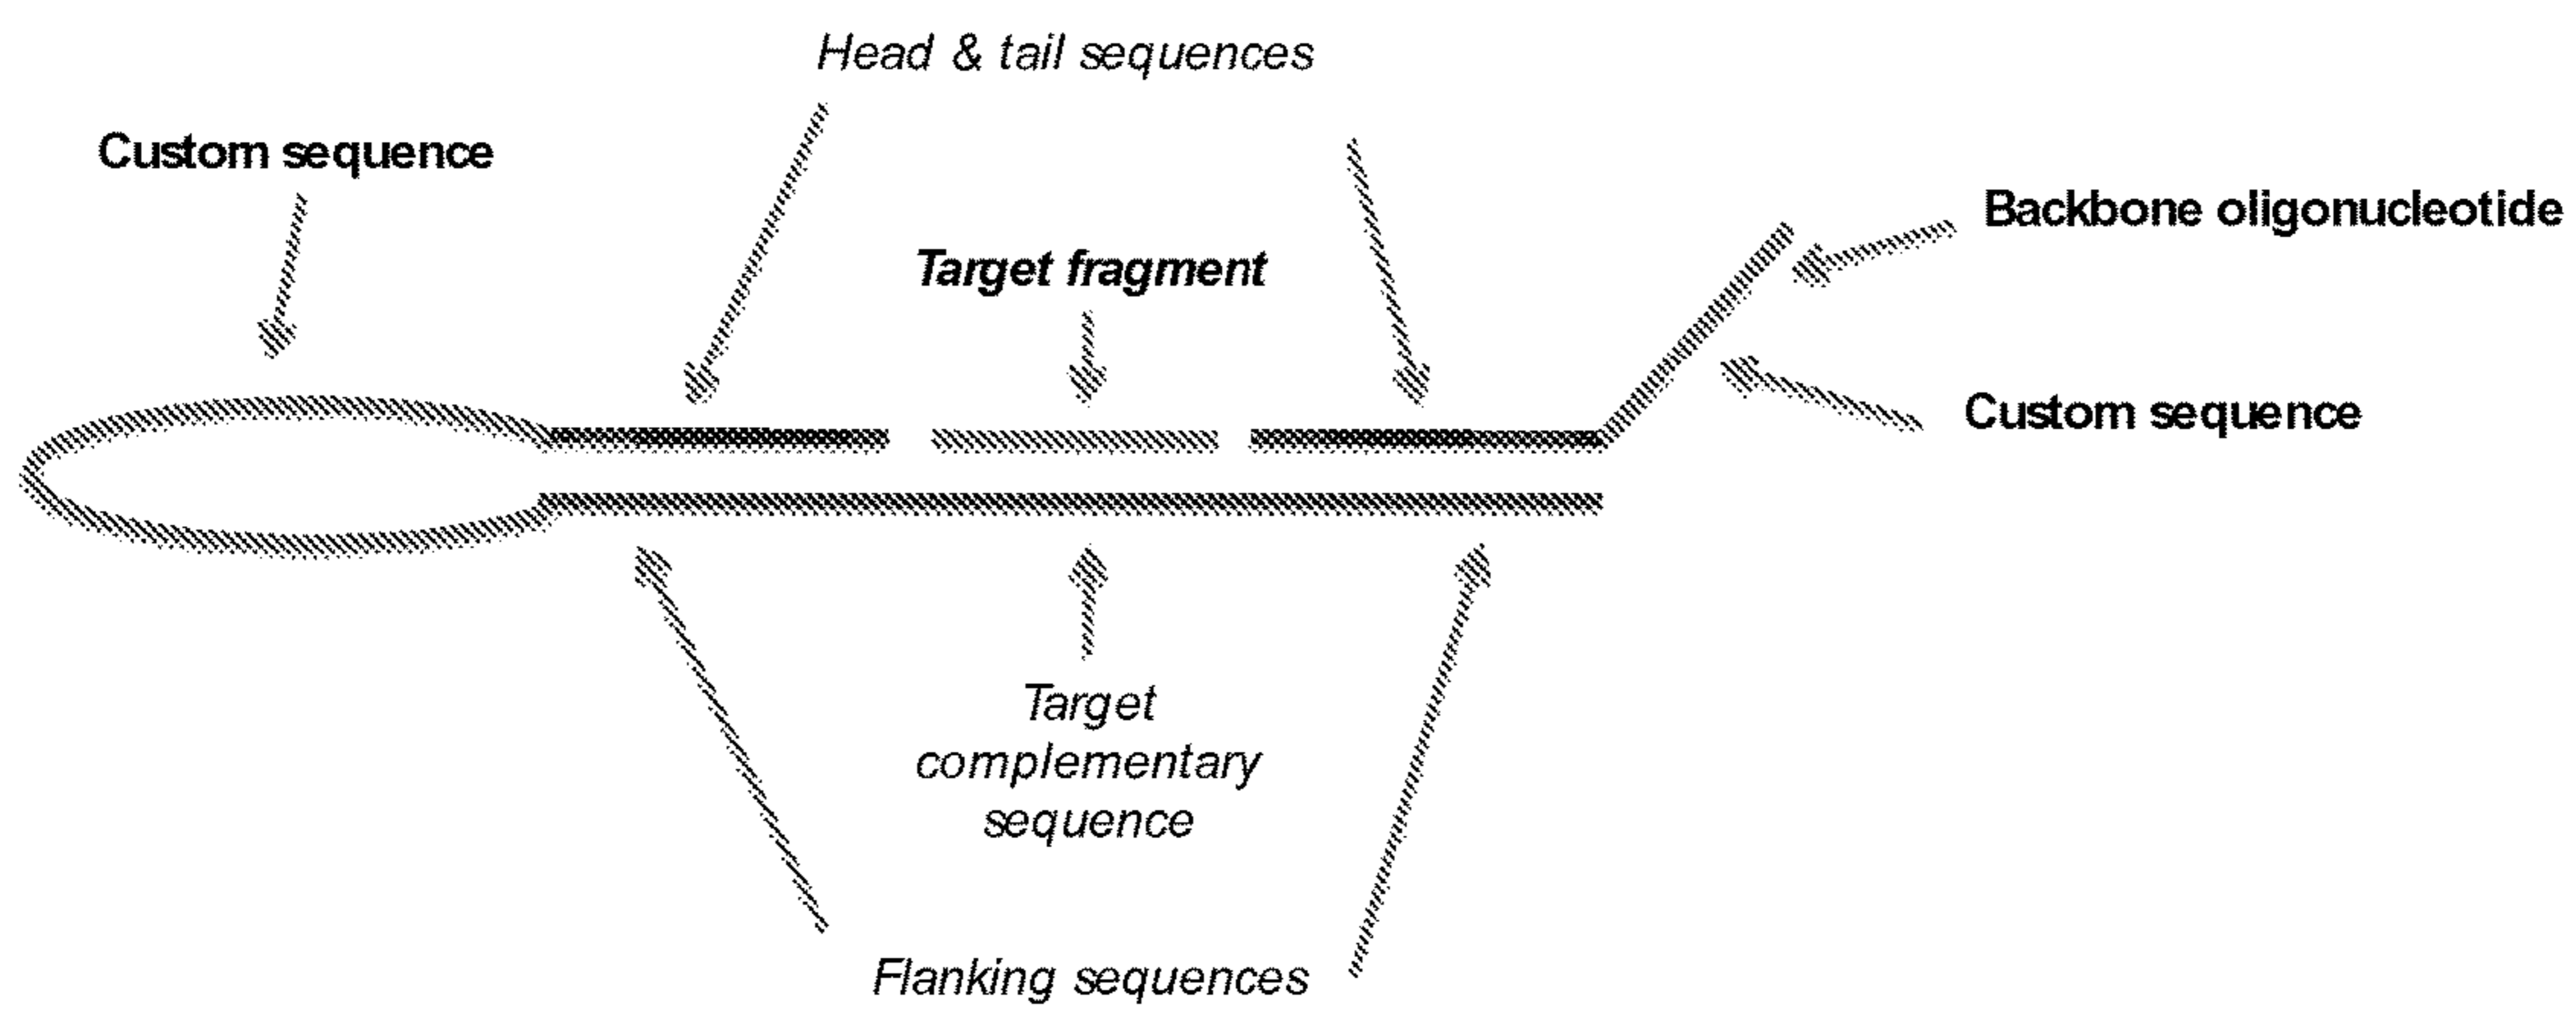 Head & tail sequences
Custom sequence
Backbone oligonucleotide
Target fragment
Custom sequence
Target
complementary
sequence
Flanking sequences